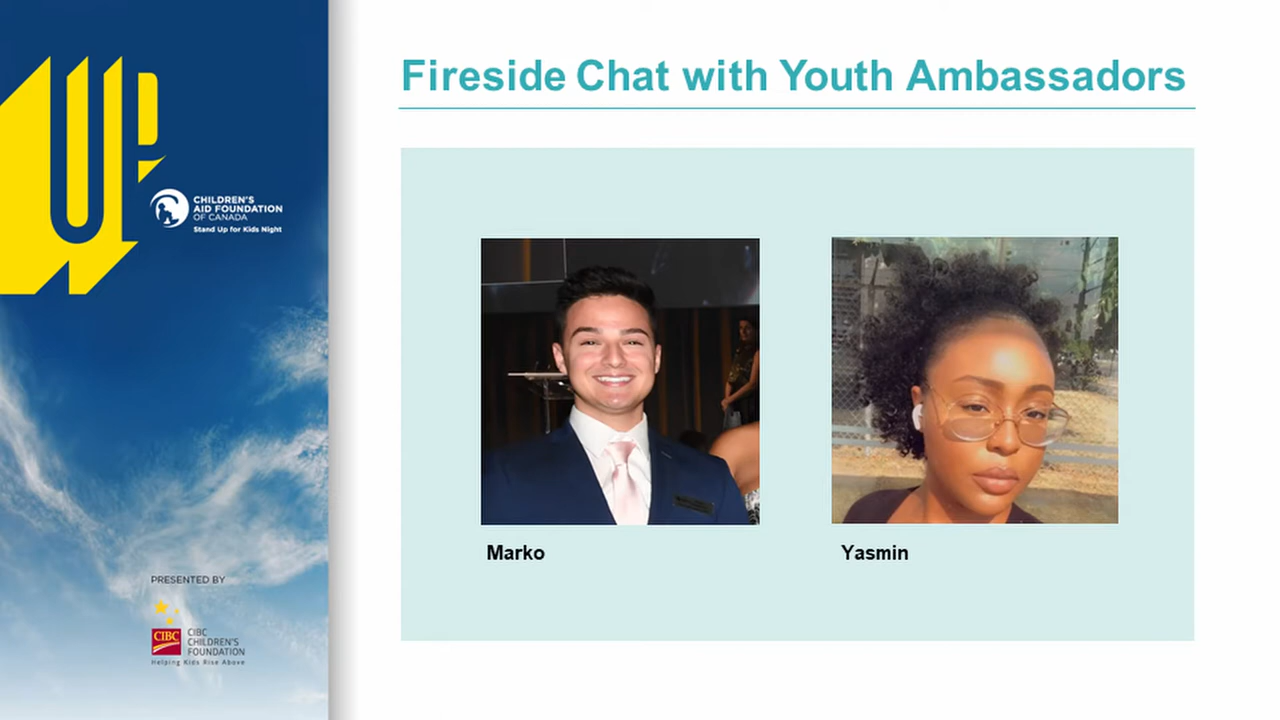 UP
CHILDREN'S
AID FOUNDATION
OF CANADA
Stand Up for Kids Night
PRESENTED BY
CIBC
CIBC
CHILDREN'S
FOUNDATION
Helping Kids Rise Above
Fireside Chat with Youth Ambassadors
Marko
Yasmin